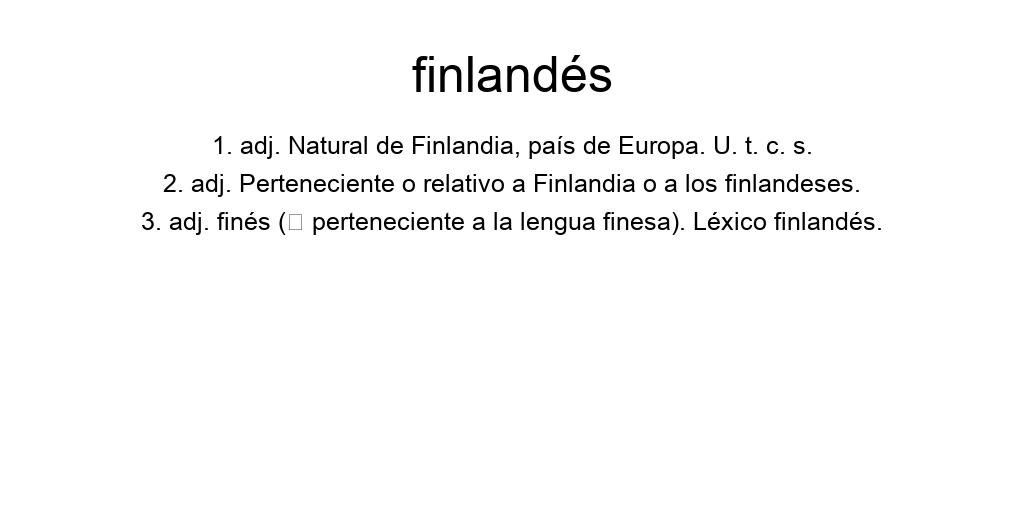 finlandés
1. adj. Natural de Finlandia, país de Europa. U. t. c. s.
2. adj. Perteneciente o relativo a Finlandia o a los finlandeses.
3. adj. finés (□ perteneciente a la lengua finesa). Léxico finlandés.